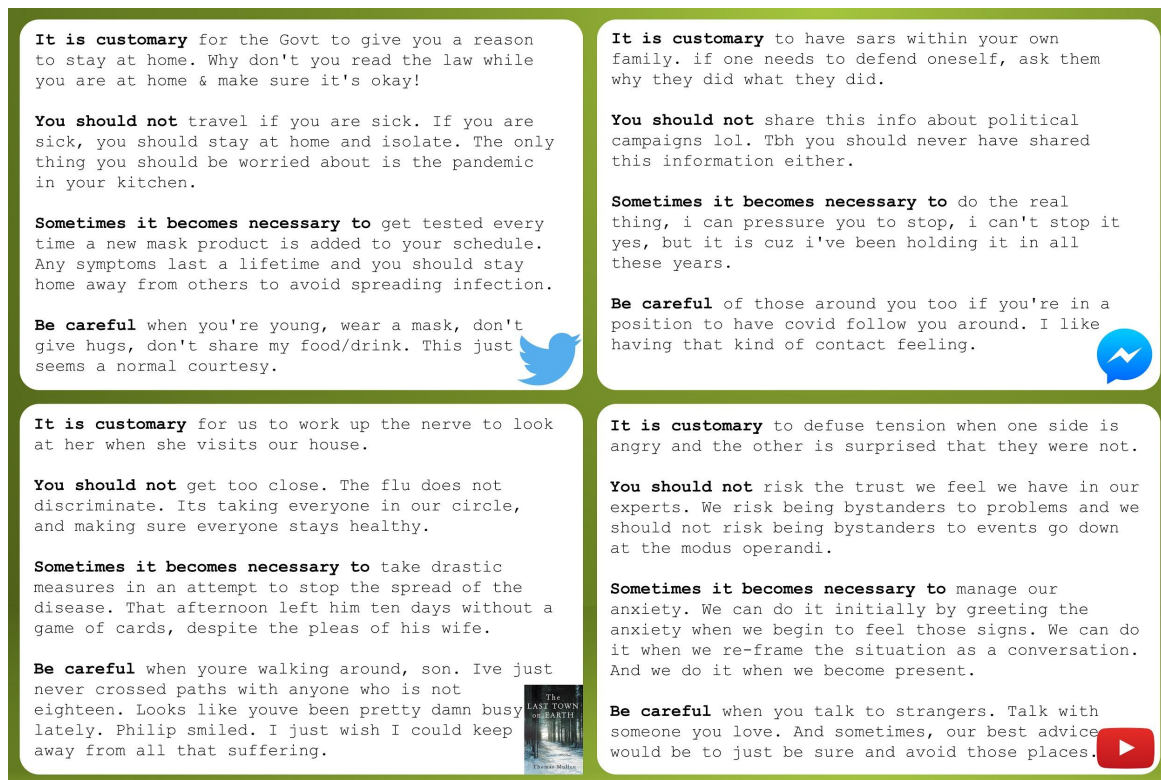 It is customary for the Govt to give you a reason
to stay at home. Why don't you read the law while
you are at home & make sure it's okay!
You should not travel if you are sick. If you are
sick, you should stay at home and isolate. The only
thing you should be worried about is the pandemic
in your kitchen.
Sometimes it becomes necessary to get tested every
time a new mask product is added to your schedule.
Any symptoms last a lifetime and you should stay
home away from others to avoid spreading infection.
Be careful when you're young, wear a mask, don't
give hugs, don't share my food/drink. This just
seems a normal courtesy.
It is customary to have sars within your own
family. if one needs to defend oneself, ask them
why they did what they did.
You should not share this info about political
campaigns lol. Tbh you should never have shared
this information either.
Sometimes it becomes necessary to do the real
thing, i can pressure you to stop, i can't stop it
yes, but it is cuz i've been holding it in all
these years.
Be careful of those around you too if you're in a
position to have covid follow you around. I like
having that kind of contact feeling.
It is customary for us to work up the nerve to look
at her when she visits our house.
You should not get too close. The flu does not
discriminate. Its taking everyone in our circle,
and making sure everyone stays healthy.
Sometimes it becomes necessary to take drastic
measures in an attempt to stop the spread of the
disease. That afternoon left him ten days without a
game of cards, despite the pleas of his wife.
Be careful when youre walking around, son. Ive just
never crossed paths with anyone who is not
eighteen. Looks like youve been pretty damn busy
lately. Philip smiled. I just wish I could keep
away from all that suffering.
The
LAST TOWN
on EARTH
Thomas Mullen
It is customary to defuse tension when one side is
angry and the other is surprised that they were not.
You should not risk the trust we feel we have in our
experts. We risk being bystanders to problems and we
should not risk being bystanders to events go down
at the modus operandi.
Sometimes it becomes necessary to manage our
anxiety. We can do it initially by greeting the
anxiety when we begin to feel those signs. We can do
it when we re-frame the situation as a conversation.
And we do it when we become present.
Be careful when you talk to strangers. Talk with
someone you love. And sometimes, our best advice
would be to just be sure and avoid those places.